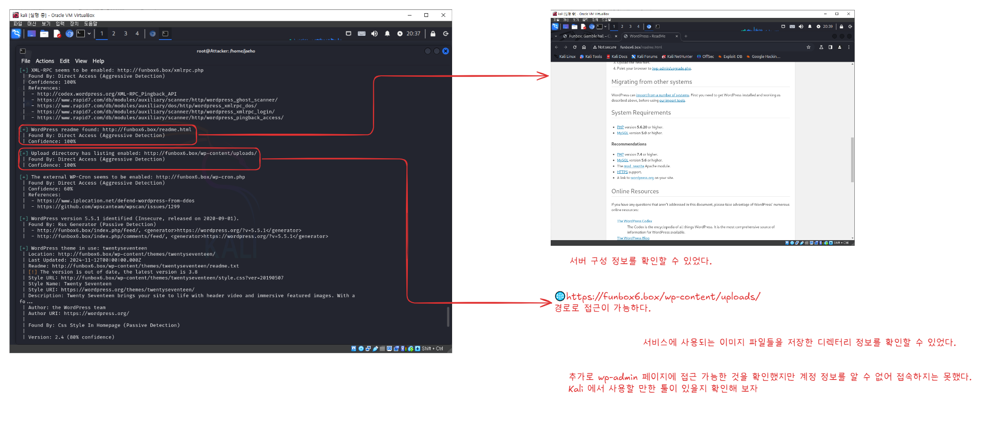 kali [실행 중] - Oracle VM VirtualBox
파일 머신 보기 입력 장치 도움말
1 2 3 4
20:37
root@Attacker: /home/jaeho
File Actions Edit View Help
[+] XML-RPC seems to be enabled: http://funbox6.box/xmlrpc.php
| Found By: Direct Access (Aggressive Detection)
| Confidence: 100%
| References:
|  - http://codex.wordpress.org/XML-RPC_Pingback_API
|  - https://www.rapid7.com/db/modules/auxiliary/scanner/http/wordpress_ghost_scanner/
|  - https://www.rapid7.com/db/modules/auxiliary/dos/http/wordpress_xmlrpc_dos/
|  - https://www.rapid7.com/db/modules/auxiliary/scanner/http/wordpress_xmlrpc_login/
|  - https://www.rapid7.com/db/modules/auxiliary/scanner/http/wordpress_pingback_access/
[+] WordPress readme found: http://funbox6.box/readme.html
| Found By: Direct Access (Aggressive Detection)
| Confidence: 100%
[+] Upload directory has listing enabled: http://funbox6.box/wp-content/uploads/
| Found By: Direct Access (Aggressive Detection)
| Confidence: 100%
[+] The external WP-Cron seems to be enabled: http://funbox6.box/wp-cron.php
| Found By: Direct Access (Aggressive Detection)
| Confidence: 60%
| References:
|  - https://www.iplocation.net/defend-wordpress-from-ddos
|  - https://github.com/wpscanteam/wpscan/issues/1299
[+] WordPress version 5.5.1 identified (Insecure, released on 2020-09-01).
| Found By: Rss Generator (Passive Detection)
|  - http://funbox6.box/index.php/feed/, <generator>https://wordpress.org/?v=5.5.1</generator>
|  - http://funbox6.box/index.php/comments/feed/, <generator>https://wordpress.org/?v=5.5.1</generator>
[+] WordPress theme in use: twentyseventeen
| Location: http://funbox6.box/wp-content/themes/twentyseventeen/
| Last Updated: 2024-11-12T00:00:00.000Z
| Readme: http://funbox6.box/wp-content/themes/twentyseventeen/readme.txt
| [!] The version is out of date, the latest version is 3.8
| Style URL: http://funbox6.box/wp-content/themes/twentyseventeen/style.css?ver=20190507
| Style Name: Twenty Seventeen
| Style URI: https://wordpress.org/themes/twentyseventeen/
| Description: Twenty Seventeen brings your site to life with header video and immersive featured images. With a
fo...
| Author: the WordPress team
| Author URI: https://wordpress.org/
|
| Found By: Css Style In Homepage (Passive Detection)
|
| Version: 2.4 (80% confidence)
KALI
Shift + Ctrl
kali [실행 중] - Oracle VM VirtualBox
파일 머신 보기 입력 장치 도움말
1 2 3 4
20:39
Funbox: Gamble hall – C
WordPress › ReadMe
Not secure funbox6.box/readme.html
Kali Linux Kali Tools Kali Docs Kali Forums Kali NetHunter OffSec Exploit-DB Google Hackin...
3. Upload the new files.
4. Point your browser to /wp-admin/upgrade.php.
Migrating from other systems
WordPress can import from a number of systems. First you need to get WordPress installed and working as
described above, before using our import tools.
System Requirements
• PHP version 5.6.20 or higher.
• MySQL version 5.0 or higher.
Recommendations
• PHP version 7.4 or higher.
• MySQL version 5.6 or higher.
• The mod_rewrite Apache module.
• HTTPS support.
• A link to wordpress.org on your site.
Online Resources
If you have any questions that aren't addressed in this document, please take advantage of WordPress' numerous
online resources:
The WordPress Codex
The Codex is the encyclopedia of all things WordPress. It is the most comprehensive source of
information for WordPress available.
The WordPress Blog
Shift + Ctrl
서버 구성 정보를 확인할 수 있었다.
https://funbox6.box/wp-content/uploads/
경로로 접근이 가능하다.
서비스에 사용되는 이미지 파일들을 저장한 디렉터리 정보를 확인할 수 있었다.
추가로 wp-admin 페이지에 접근 가능한 것을 확인했지만 계정 정보를 알 수 없어 접속하지는 못했다.
Kali 에서 사용할 만한 툴이 있을지 확인해 보자